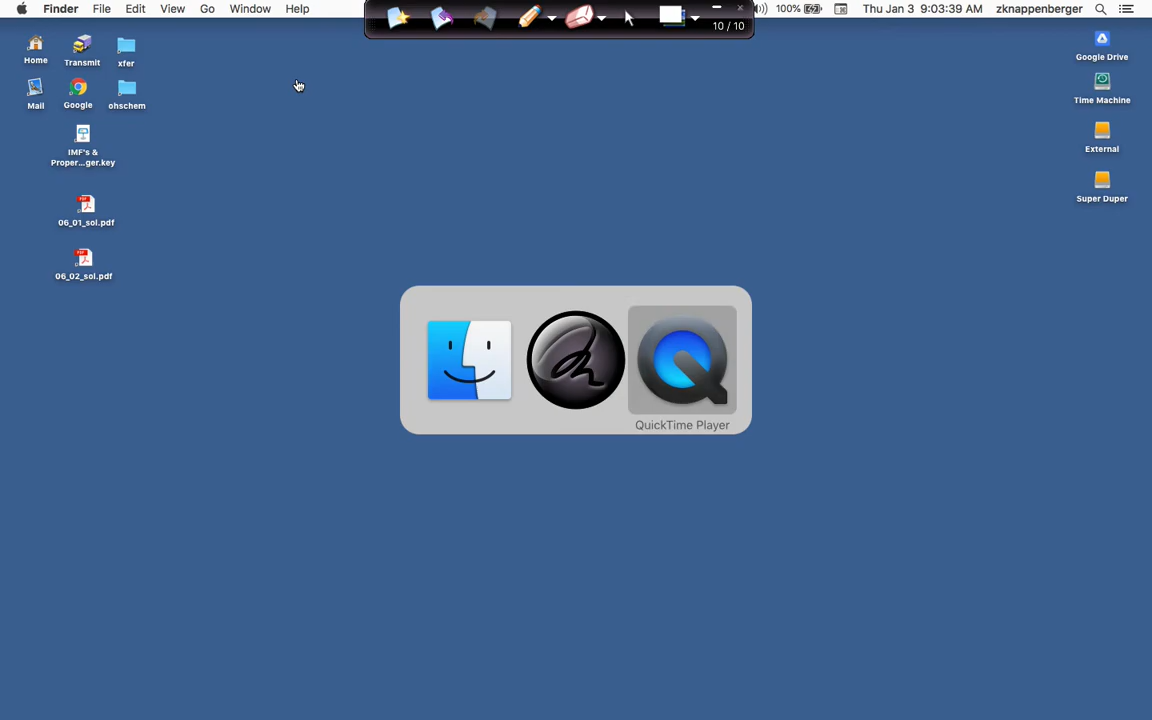 Finder File Edit View Go Window Help
10 / 10
100% Thu Jan 3 9:03:39 AM zknappenberger
Home Transmit xfer
Mail Google ohschem
IMF's &
Proper...ger.key
06_01_sol.pdf
06_02_sol.pdf
Google Drive
Time Machine
External
Super Duper
QuickTime Player